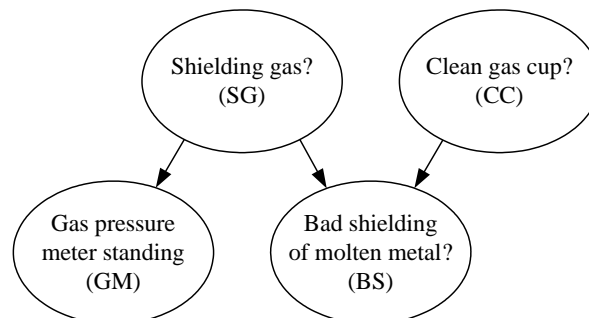 Shielding gas?
(SG)
Clean gas cup?
(CC)
Gas pressure
meter standing
(GM)
Bad shielding
of molten metal?
(BS)